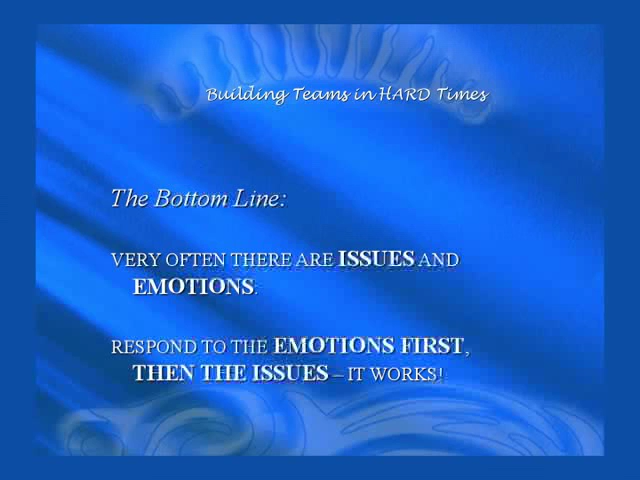 Building Teams in HARD Times
The Bottom Line:
VERY OFTEN THERE ARE ISSUES AND
EMOTIONS:
RESPOND TO THE EMOTIONS FIRST,
THEN THE ISSUES – IT WORKS!